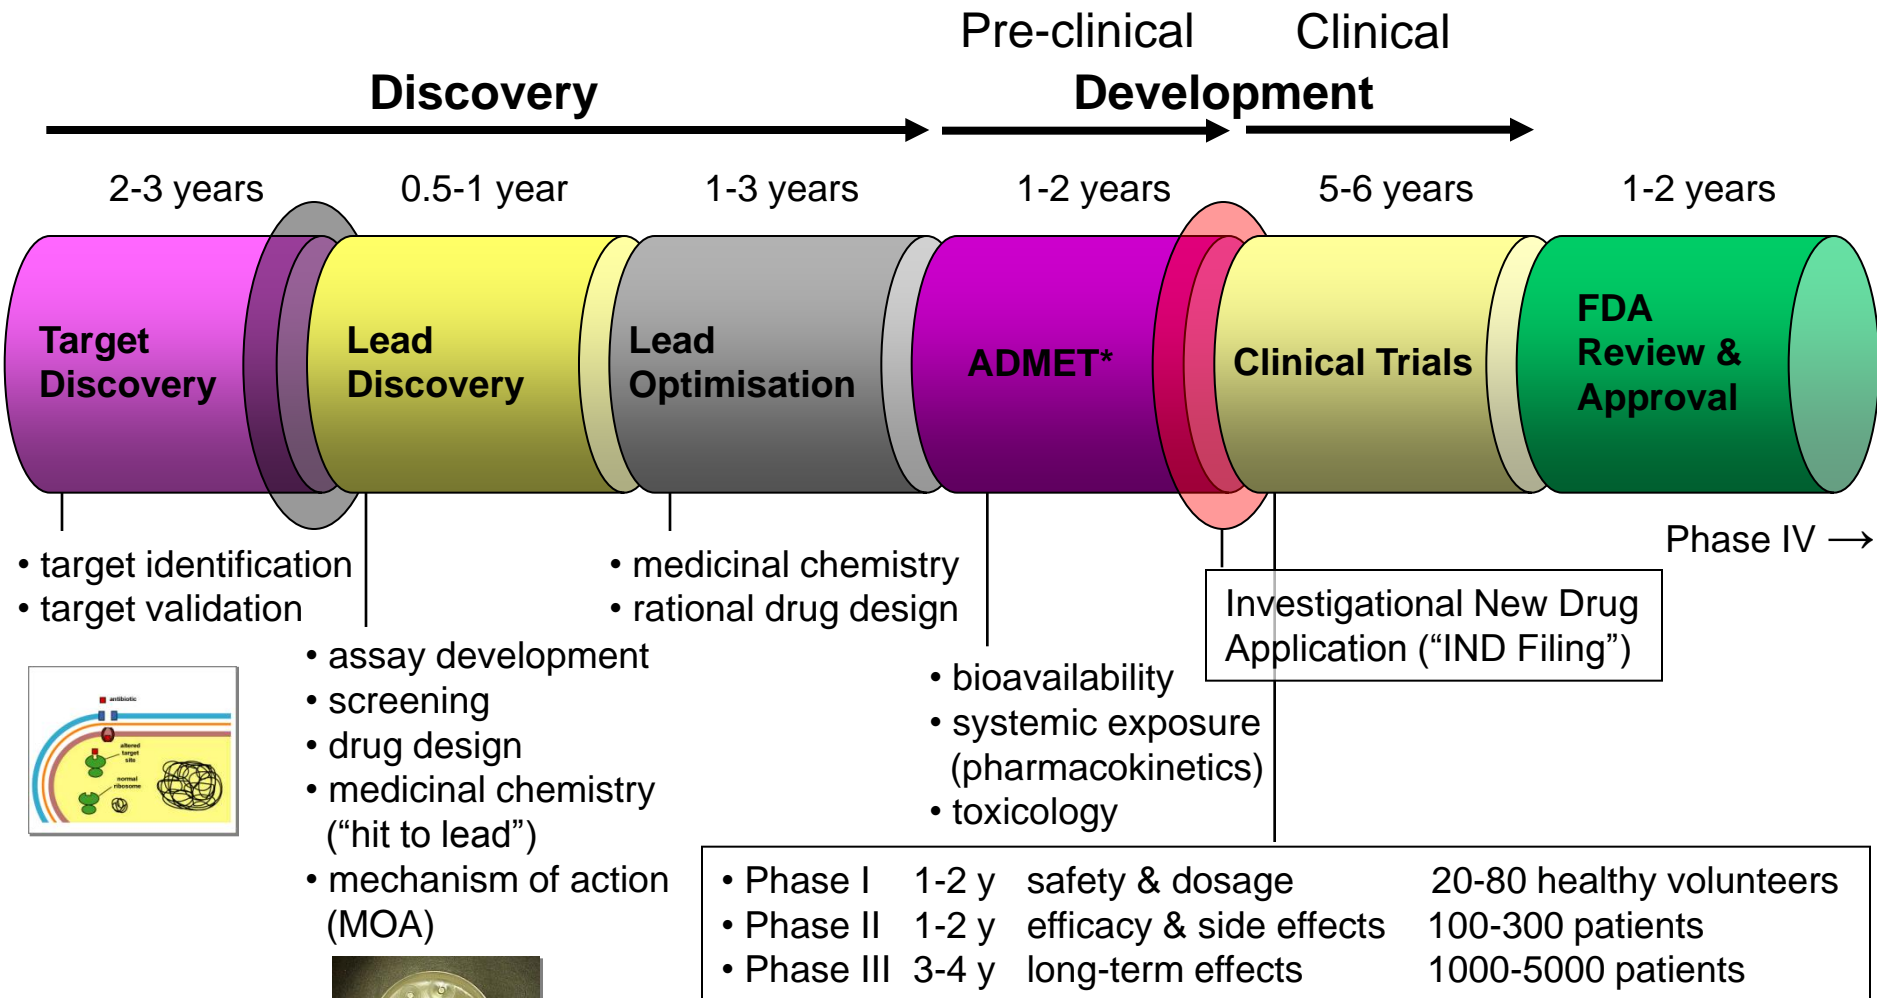 Pre-clinical Clinical
Discovery Development
2-3 years 0.5-1 year 1-3 years 1-2 years 5-6 years 1-2 years
Target
Discovery
Lead
Discovery
Lead
Optimisation
ADMET*
Clinical Trials
FDA
Review &
Approval
Phase IV →
• target identification
• target validation
antibiotic
altered
target
site
normal
ribosome
• assay development
• screening
• drug design
• medicinal chemistry
(“hit to lead”)
• mechanism of action
(MOA)
• medicinal chemistry
• rational drug design
• bioavailability
• systemic exposure
(pharmacokinetics)
• toxicology
Investigational New Drug
Application (“IND Filing”)
• Phase I 1-2 y safety & dosage 20-80 healthy volunteers
• Phase II 1-2 y efficacy & side effects 100-300 patients
• Phase III 3-4 y long-term effects 1000-5000 patients